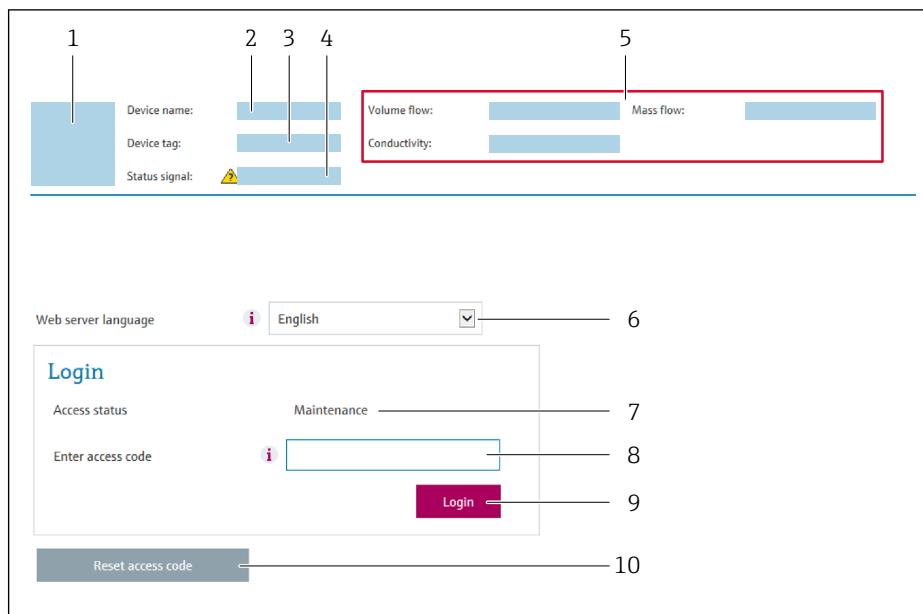 1 2 3 4 5
Device name: Volume flow: Mass flow:
Device tag: Conductivity:
Status signal: ?
Web server language i English 6
Login
Access status Maintenance 7
Enter access code i 8
Login 9
Reset access code 10